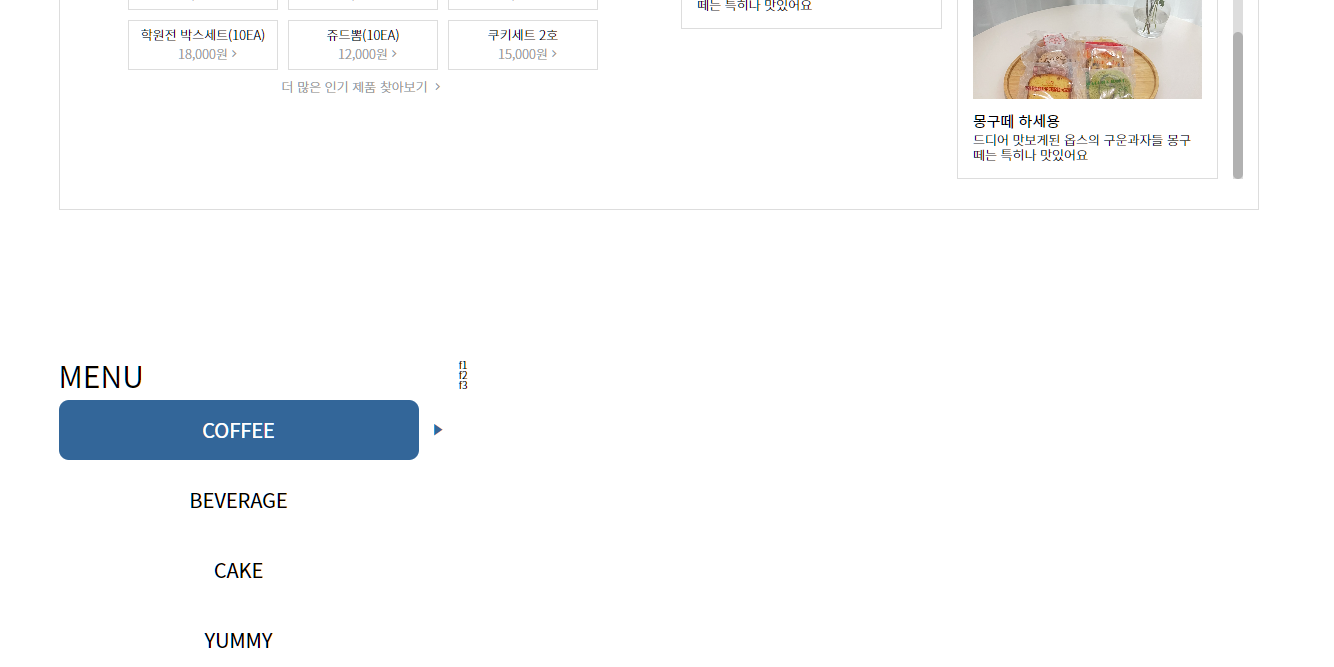 떼는 특히나 맛있어요
학원전 박스세트(10EA)
18,000원 >
쥬드뽐(10EA)
12,000원 >
쿠키세트 2호
15,000원 >
더 많은 인기 제품 찾아보기 >
몽구떼 하세용
드디어 맛보게된 옵스의 구운과자들 몽구
떼는 특히나 맛있어요
MENU
f1
f2
f3
COFFEE
BEVERAGE
CAKE
YUMMY